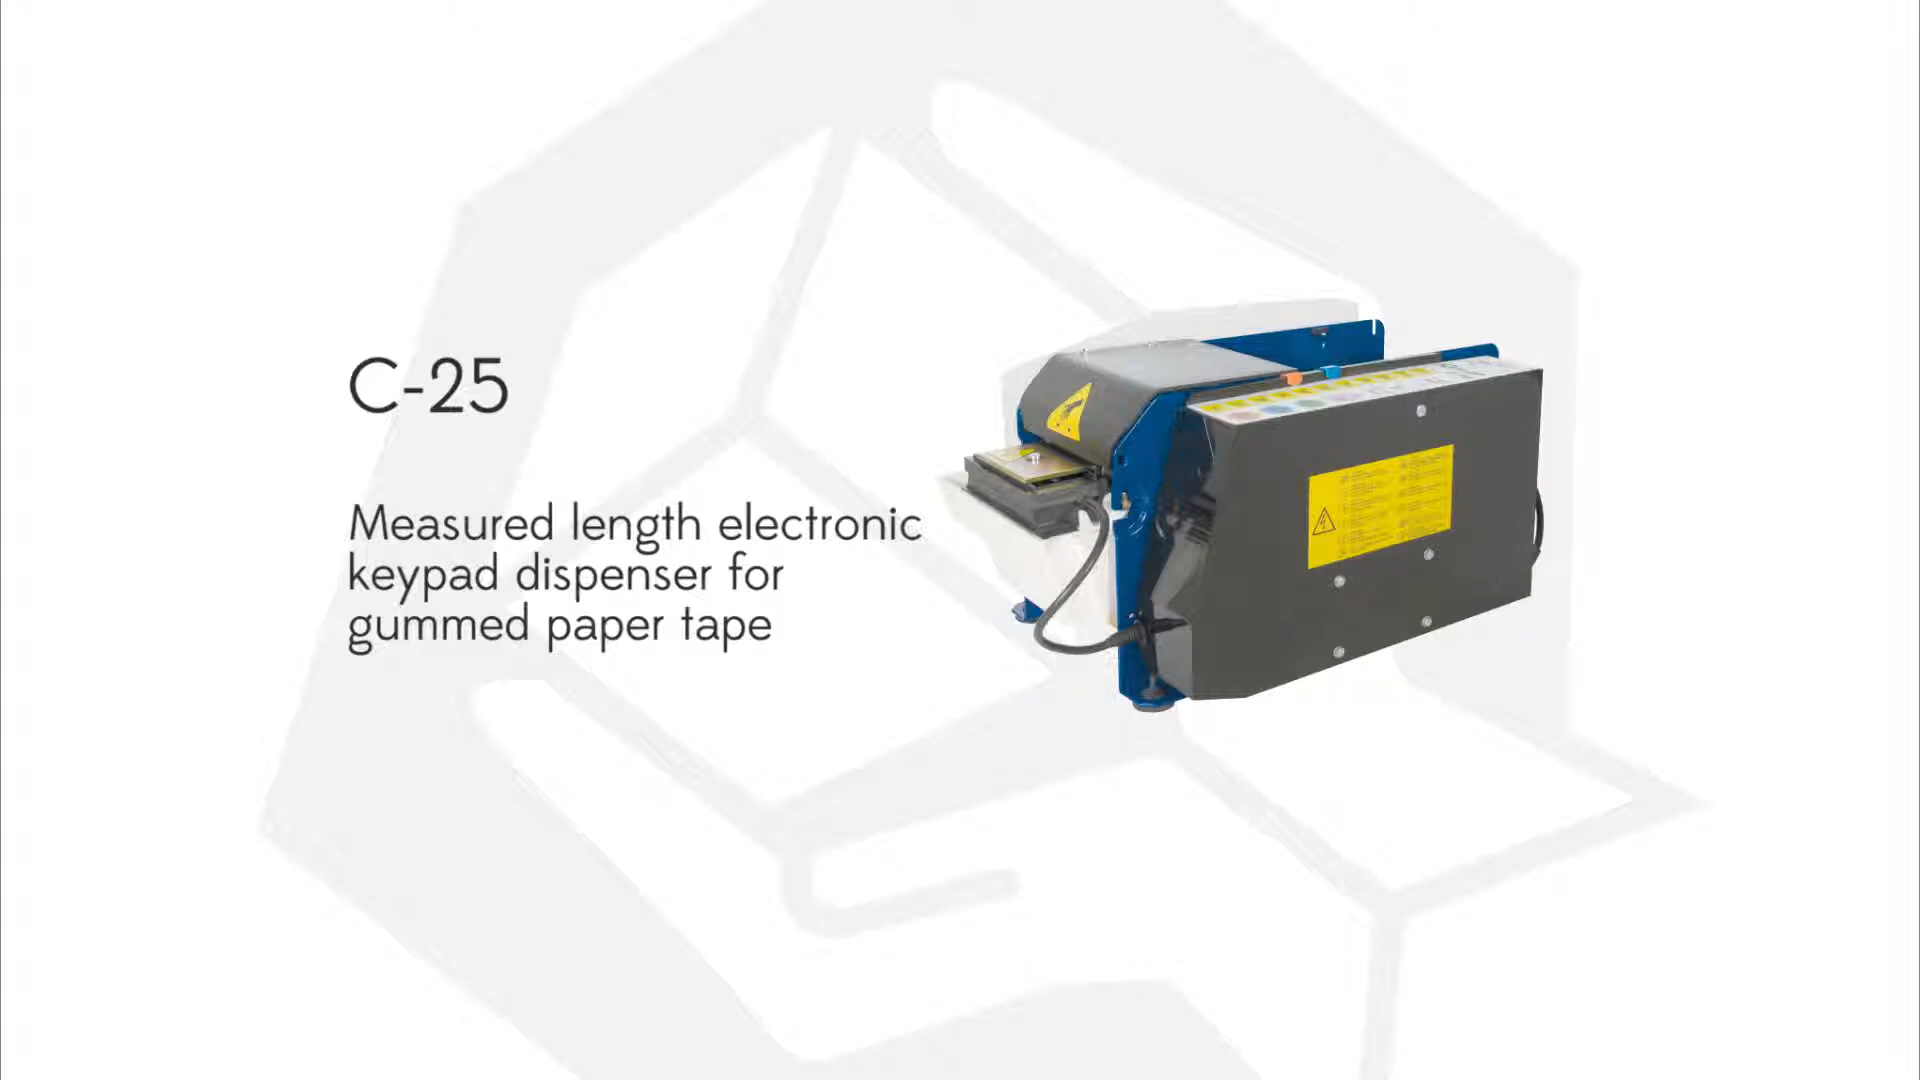 C-25
Measured length electronic
keypad dispenser for
gummed paper tape